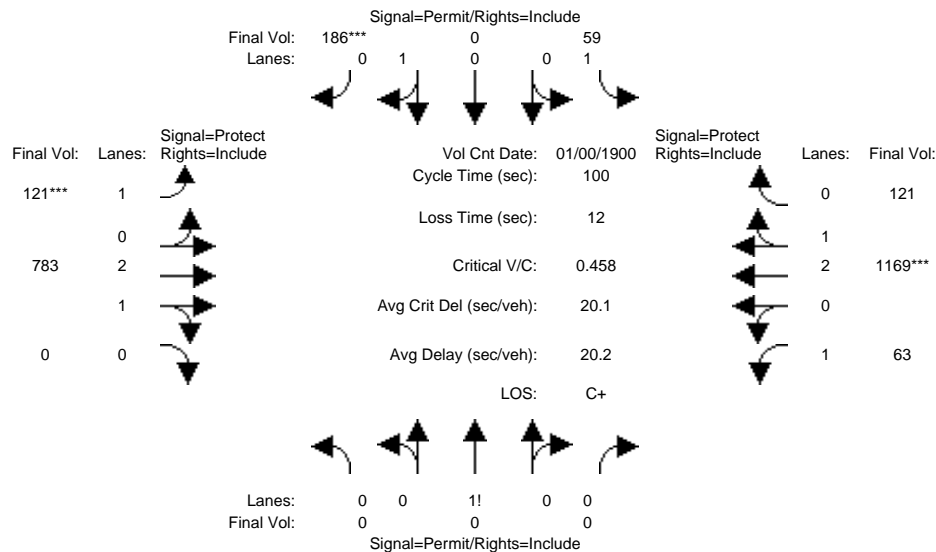 Signal=Permit/Rights=Include
Final Vol: 186*** 0 59
Lanes: 0 1 0 0 1
Signal=Protect
Final Vol: Lanes: Rights=Include
Vol Cnt Date: 01/00/1900
Signal=Protect
Rights=Include Lanes: Final Vol:
Cycle Time (sec): 100
121*** 1
0 121
Loss Time (sec): 12
0
1
783 2
Critical V/C: 0.458
2 1169***
1
Avg Crit Del (sec/veh): 20.1
0
0 0
Avg Delay (sec/veh): 20.2
1 63
LOS: C+
Lanes: 0 0 1! 0 0
Final Vol: 0 0 0
Signal=Permit/Rights=Include